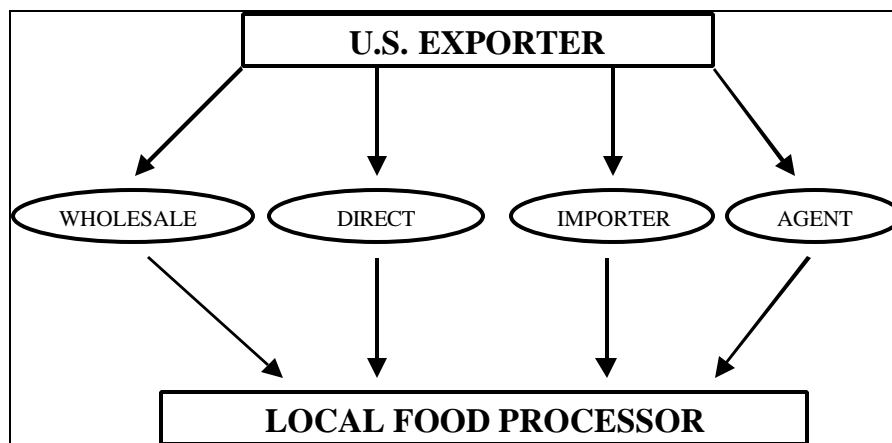 U.S. EXPORTER
WHOLESALE
DIRECT
IMPORTER
AGENT
LOCAL FOOD PROCESSOR